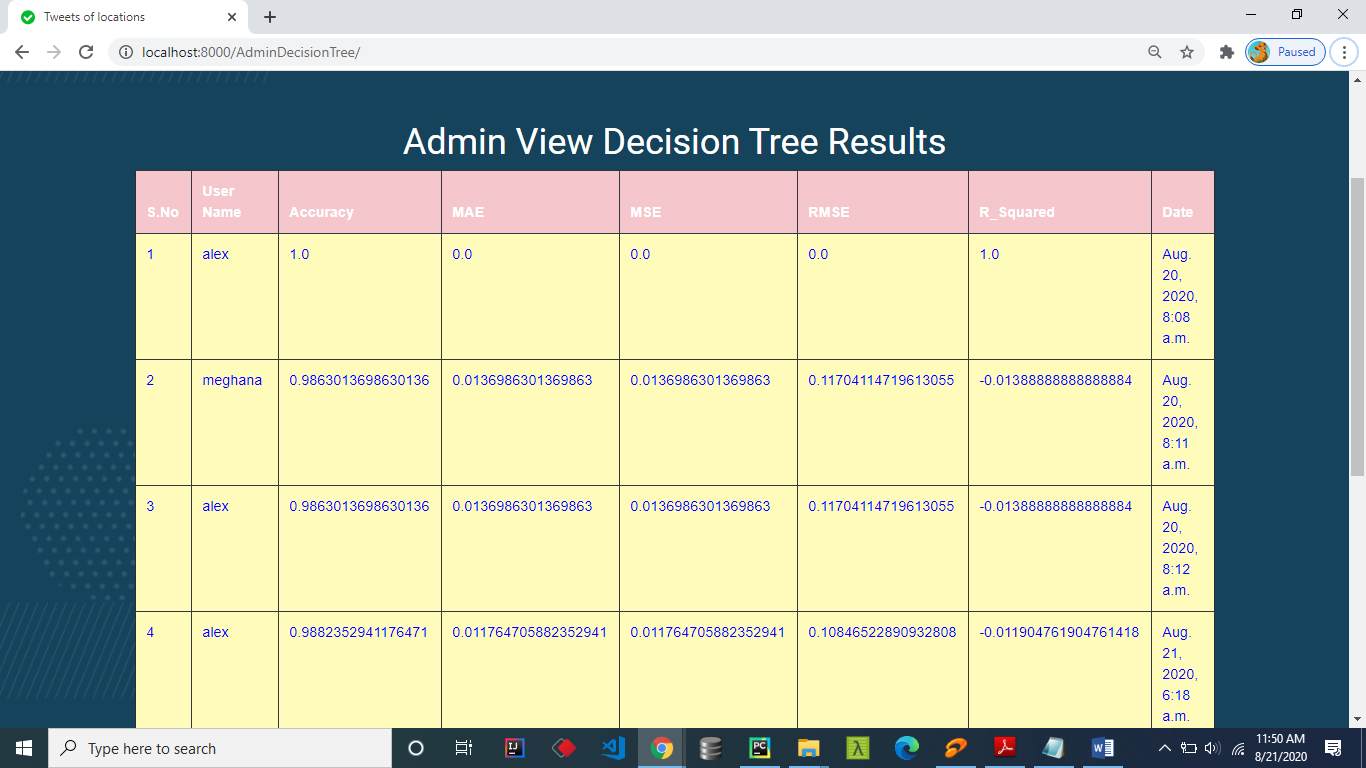 Tweets of locations
localhost:8000/AdminDecisionTree/
Paused
Admin View Decision Tree Results
S.No User Name Accuracy MAE MSE RMSE R_Squared Date
1 alex 1.0 0.0 0.0 0.0 1.0 Aug. 20, 2020, 8:08 a.m.
2 meghana 0.9863013698630136 0.0136986301369863 0.0136986301369863 0.11704114719613055 -0.01388888888888884 Aug. 20, 2020, 8:11 a.m.
3 alex 0.9863013698630136 0.0136986301369863 0.0136986301369863 0.11704114719613055 -0.01388888888888884 Aug. 20, 2020, 8:12 a.m.
4 alex 0.9882352941176471 0.011764705882352941 0.011764705882352941 0.10846522890932808 -0.011904761904761418 Aug. 21, 2020, 6:18 a.m.
Type here to search
IJ
PC
λ
W
11:50 AM
8/21/2020